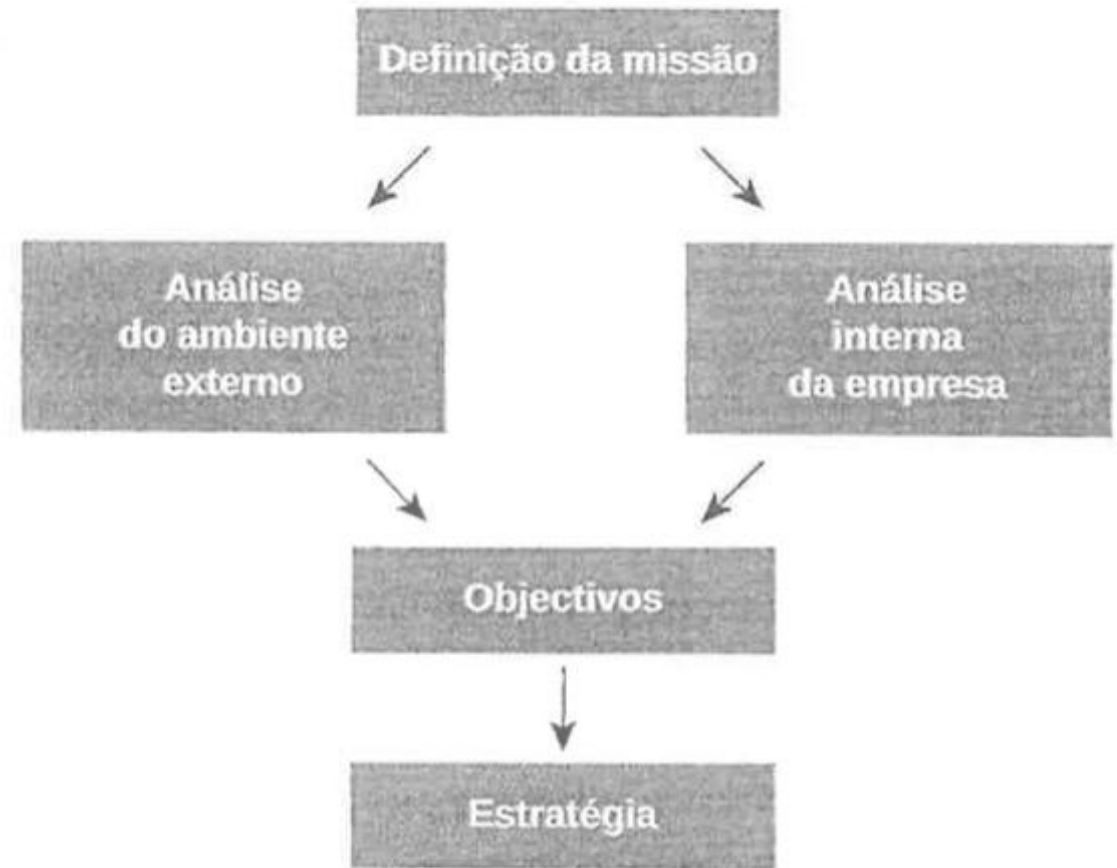 Definição da missão
Análise
do ambiente
externo
Análise
interna
da empresa
Objectivos
Estratégia